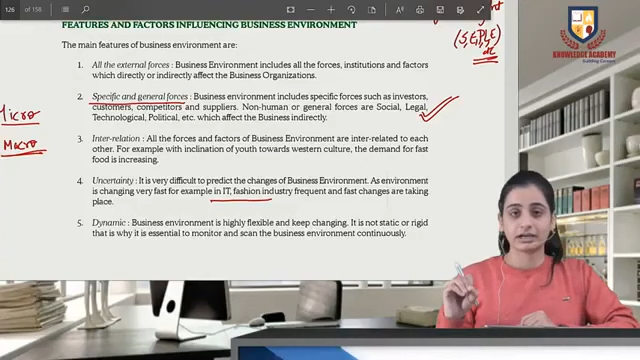 126 of 158
FEATURES AND FACTORS INFLUENCING BUSINESS ENVIRONMENT
(S, E, P, L, E)
KNOWLEDGE ACADEMY
The main features of business environment are:
1. All the external forces: Business Environment includes all the forces, institutions and factors
which directly or indirectly affect the Business Organizations.
2. Specific and general forces: Business environment includes specific forces such as investors,
customers, competitors and suppliers. Non-human or general forces are Social, Legal,
Technological, Political, etc. which affect the Business indirectly.
Micro
Macro
3. Inter-relation : All the forces and factors of Business Environment are inter-related to each
other. For example with inclination of youth towards western culture, the demand for fast
food is increasing.
4. Uncertainty : It is very difficult to predict the changes of Business Environment. As environment
is changing very fast for example in IT, fashion industry frequent and fast changes are taking
place.
5. Dynamic : Business environment is highly flexible and keep changing. It is not static or rigid
that is why it is essential to monitor and scan the business environment continuously.